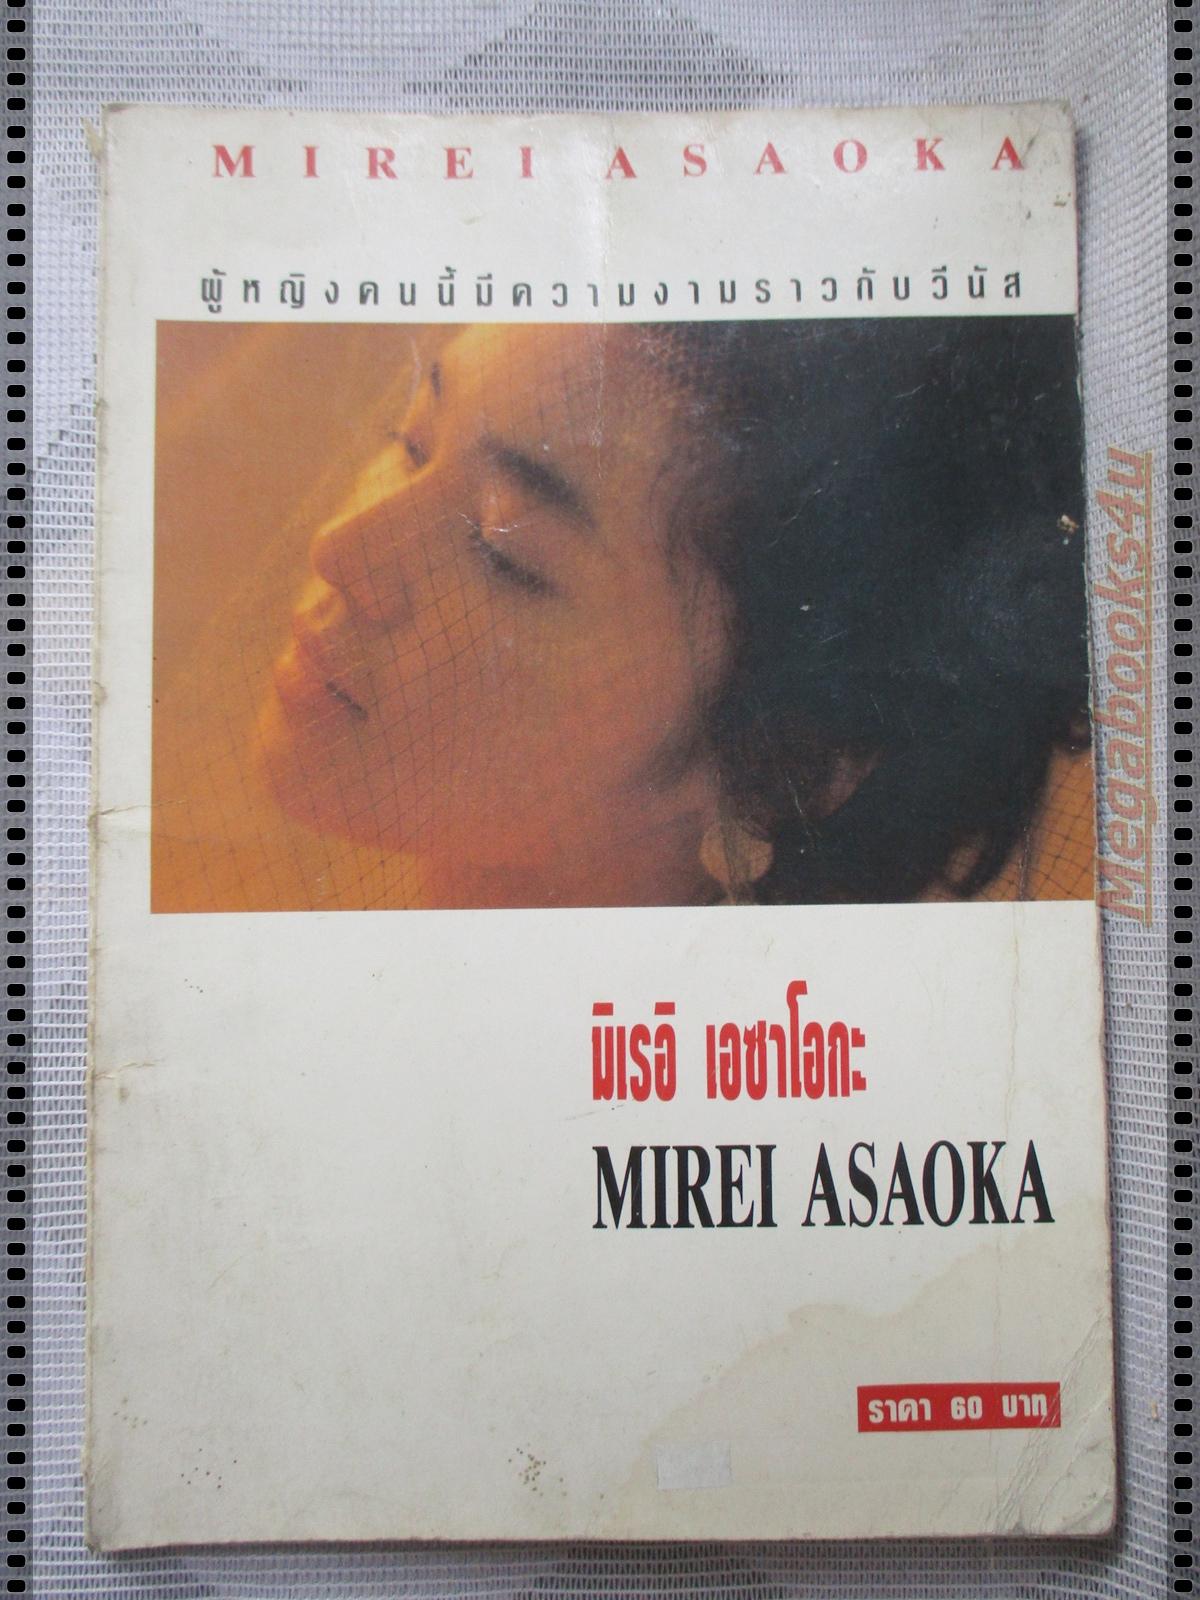 MIREI ASAOKA
ผู้หญิงคนนี้มีความงามราวกับวีนัส
Megabooks4u
มิเรอิ เอซาโอกะ
MIREI ASAOKA
ราคา 60 บาท